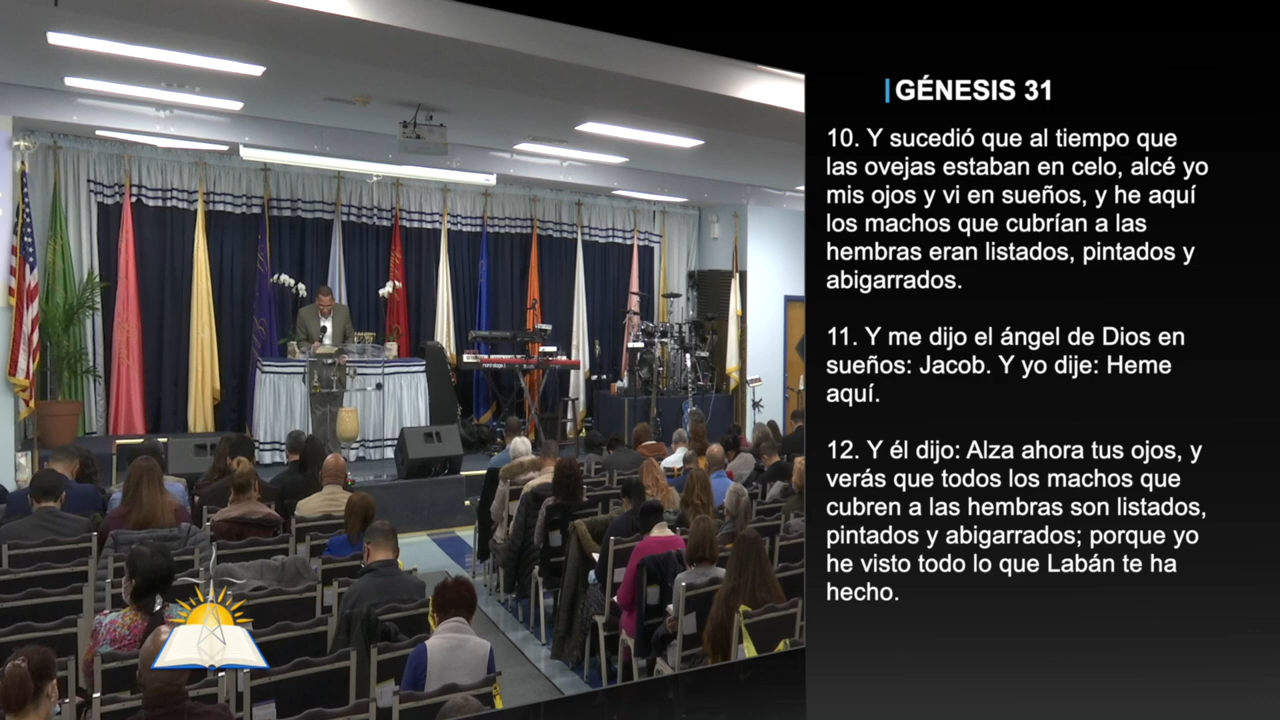 GÉNESIS 31
10. Y sucedió que al tiempo que
las ovejas estaban en celo, alcé yo
mis ojos y vi en sueños, y he aquí
los machos que cubrían a las
hembras eran listados, pintados y
abigarrados.
11. Y me dijo el ángel de Dios en
sueños: Jacob. Y yo dije: Heme
aquí.
12. Y él dijo: Alza ahora tus ojos, y
verás que todos los machos que
cubren a las hembras son listados,
pintados y abigarrados; porque yo
he visto todo lo que Labán te ha
hecho.